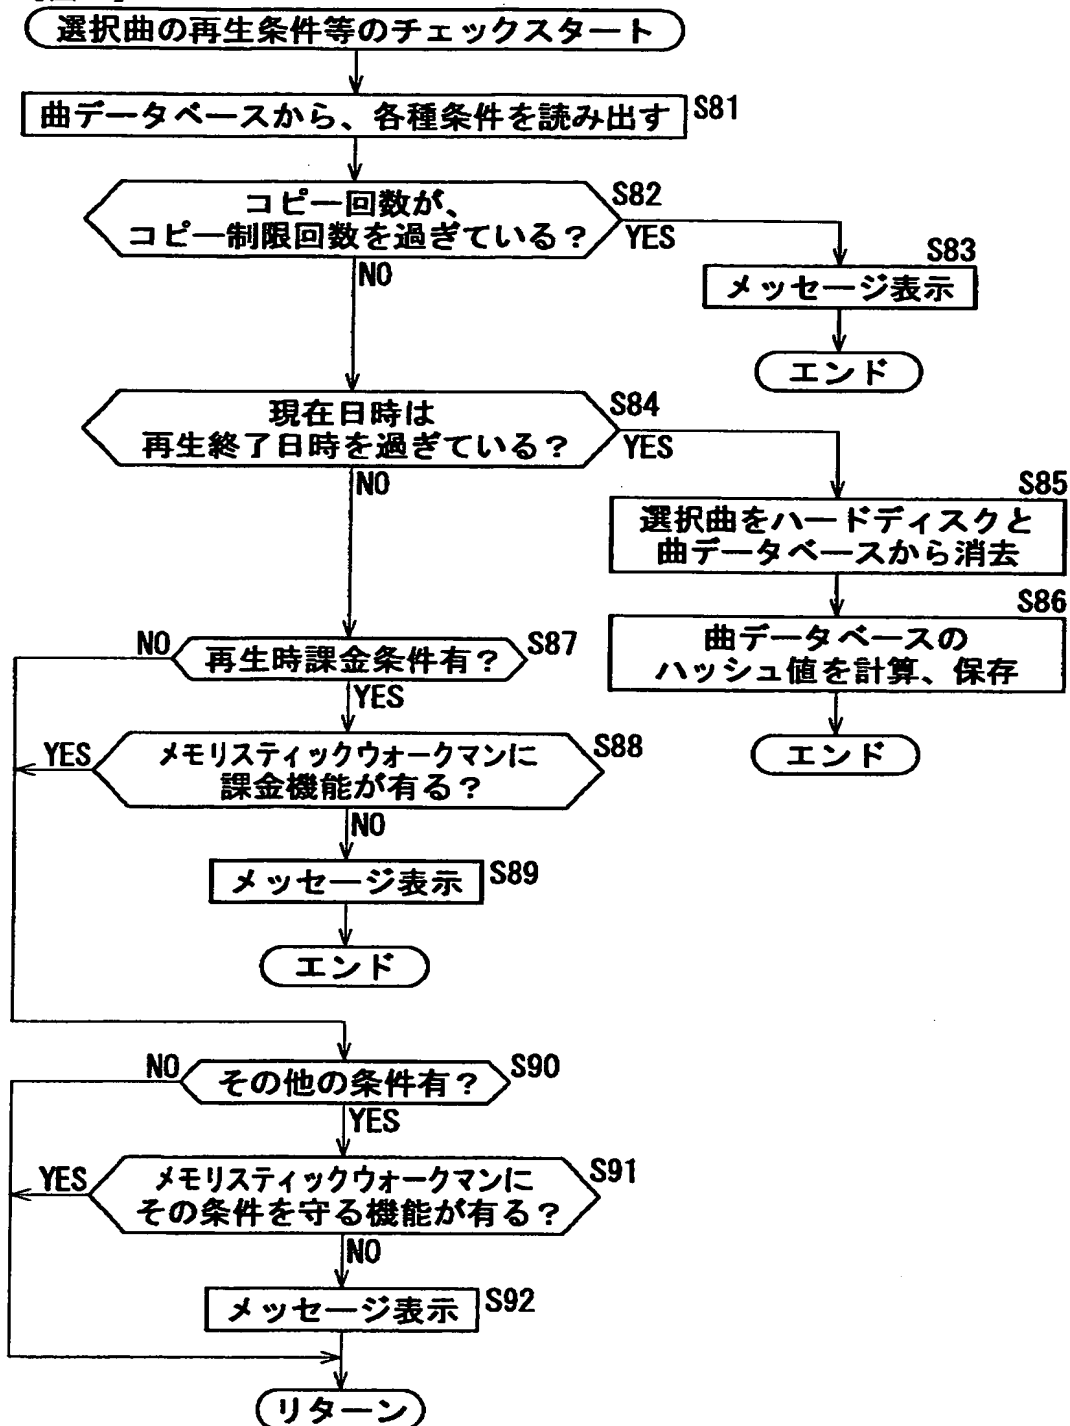 選択曲の再生条件等のチェックスタート
曲データベースから、各種条件を読み出す
S81
コピー回数が、
コピー制限回数を過ぎている？
S82
YES
NO
S83
メッセージ表示
エンド
現在日時は
再生終了日時を過ぎている？
S84
YES
NO
S85
選択曲をハードディスクと
曲データベースから消去
S86
曲データベースの
ハッシュ値を計算、保存
エンド
NO
再生時課金条件有？
S87
YES
YES
メモリスティックウォークマンに
課金機能が有る？
S88
NO
メッセージ表示
S89
エンド
NO
その他の条件有？
S90
YES
YES
メモリスティックウォークマンに
その条件を守る機能が有る？
S91
NO
メッセージ表示
S92
リターン